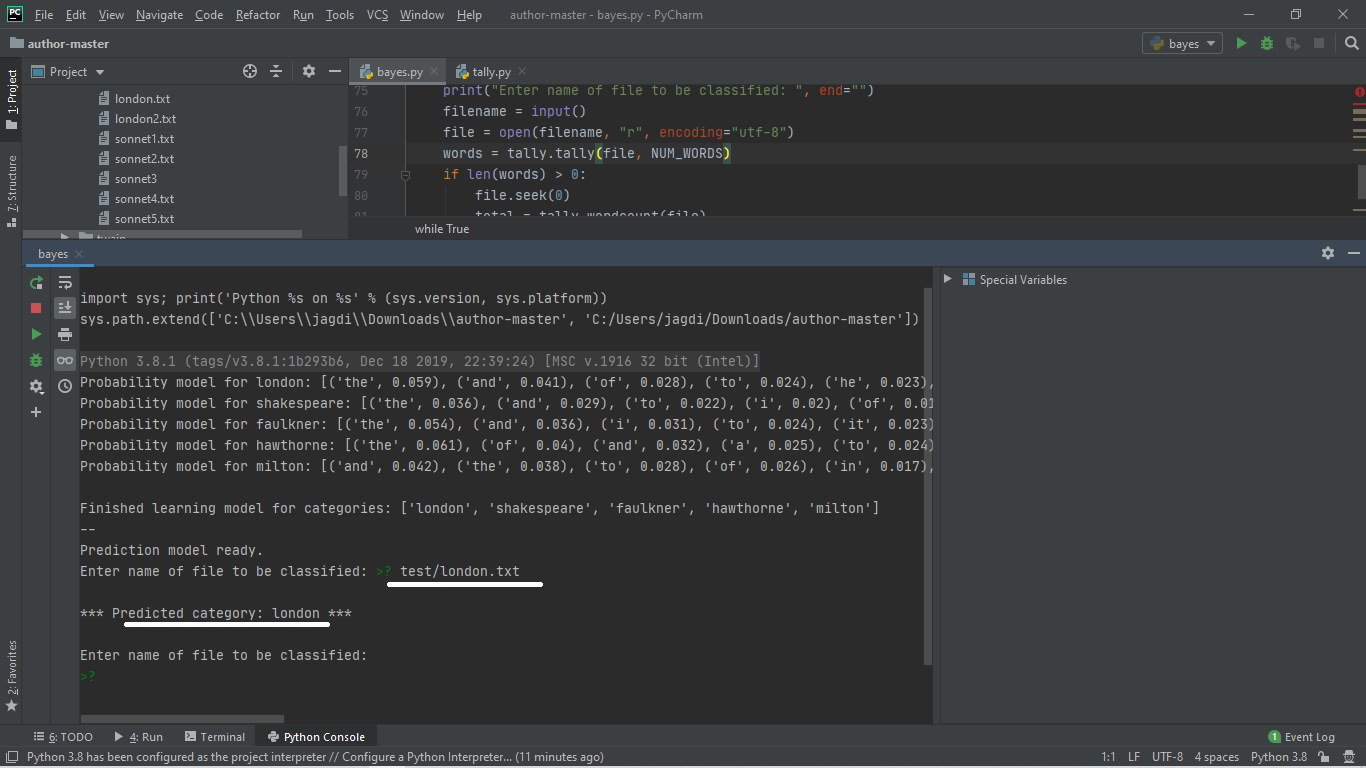 PC File Edit View Navigate Code Refactor Run Tools VCS Window Help author-master - bayes.py - PyCharm
author-master bayes
1: Project
7: Structure
2: Favorites
Project
london.txt
london2.txt
sonnet1.txt
sonnet2.txt
sonnet3
sonnet4.txt
sonnet5.txt
twain
bayes.py tally.py
75 print("Enter name of file to be classified: ", end="")
76 filename = input()
77 file = open(filename, "r", encoding="utf-8")
78 words = tally.tally(file, NUM_WORDS)
79 if len(words) > 0:
80 file.seek(0)
81 total = tally.wordcount(file)
while True
bayes
import sys; print('Python %s on %s' % (sys.version, sys.platform))
sys.path.extend(['C:\\Users\\jagdi\\Downloads\\author-master', 'C:/Users/jagdi/Downloads/author-master'])
Python 3.8.1 (tags/v3.8.1:1b293b6, Dec 18 2019, 22:39:24) [MSC v.1916 32 bit (Intel)]
Probability model for london: [('the', 0.059), ('and', 0.041), ('of', 0.028), ('to', 0.024), ('he', 0.023),
Probability model for shakespeare: [('the', 0.036), ('and', 0.029), ('to', 0.022), ('i', 0.02), ('of', 0.01
Probability model for faulkner: [('the', 0.054), ('and', 0.036), ('i', 0.031), ('to', 0.024), ('it', 0.023)
Probability model for hawthorne: [('the', 0.061), ('of', 0.04), ('and', 0.032), ('a', 0.025), ('to', 0.024)
Probability model for milton: [('and', 0.042), ('the', 0.038), ('to', 0.028), ('of', 0.026), ('in', 0.017),
Finished learning model for categories: ['london', 'shakespeare', 'faulkner', 'hawthorne', 'milton']
--
Prediction model ready.
Enter name of file to be classified: >? test/london.txt
*** Predicted category: london ***
Enter name of file to be classified:
>?
Special Variables
6: TODO 4: Run Terminal Python Console 1 Event Log
Python 3.8 has been configured as the project interpreter // Configure a Python Interpreter... (11 minutes ago) 1:1 LF UTF-8 4 spaces Python 3.8